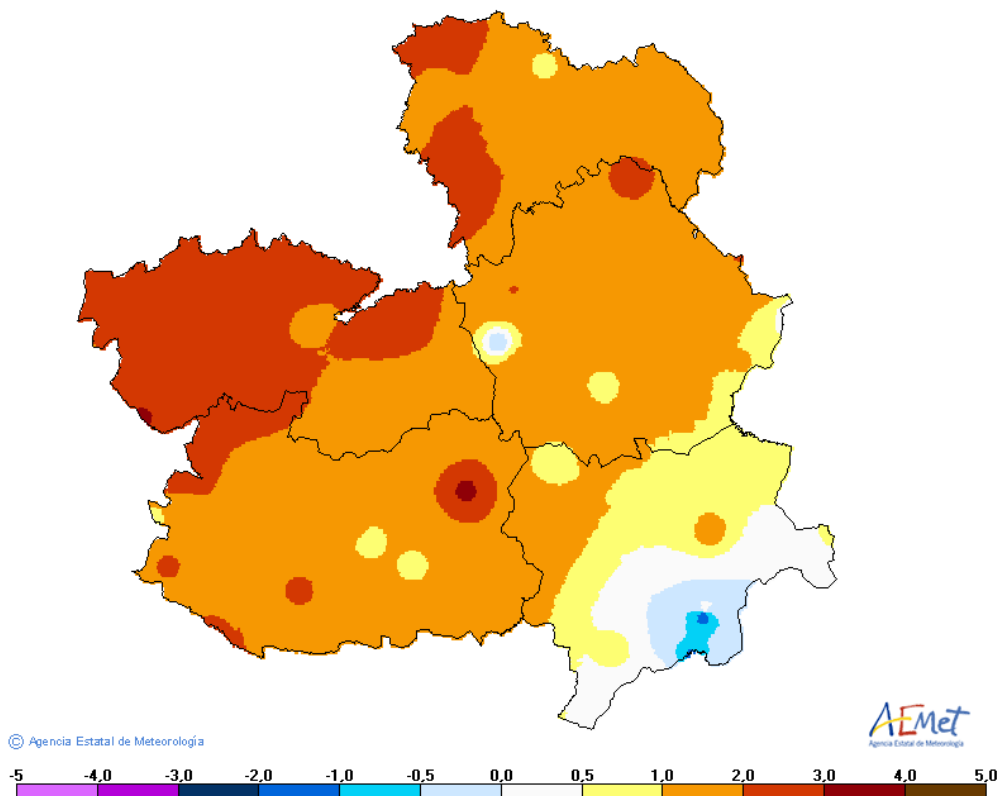 © Agencia Estatal de Meteorología
AEMet
Agencia Estatal de Meteorología
-5 -4,0 -3,0 -2,0 -1,0 -0,5 0,0 0,5 1,0 2,0 3,0 4,0 5,0